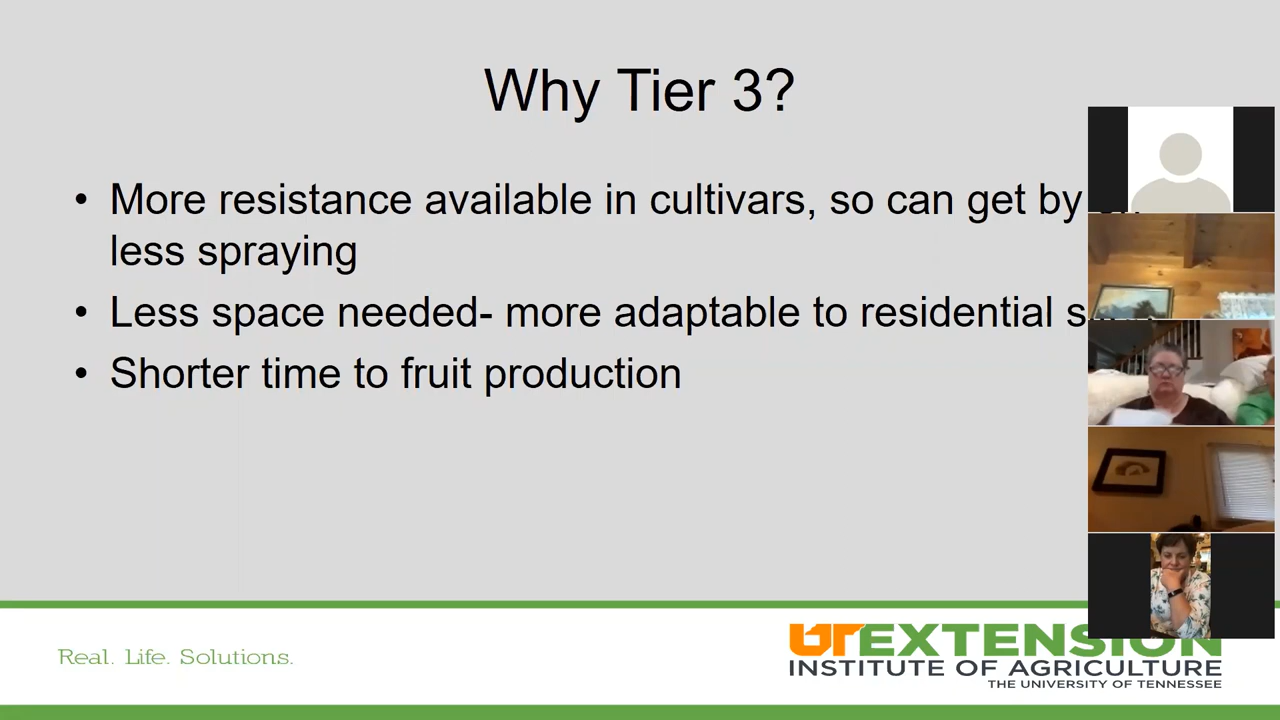 Why Tier 3?
• More resistance available in cultivars, so can get by
less spraying
• Less space needed- more adaptable to residential
• Shorter time to fruit production
Real. Life. Solutions.
UTEXTENSION
INSTITUTE OF AGRICULTURE
THE UNIVERSITY OF TENNESSEE